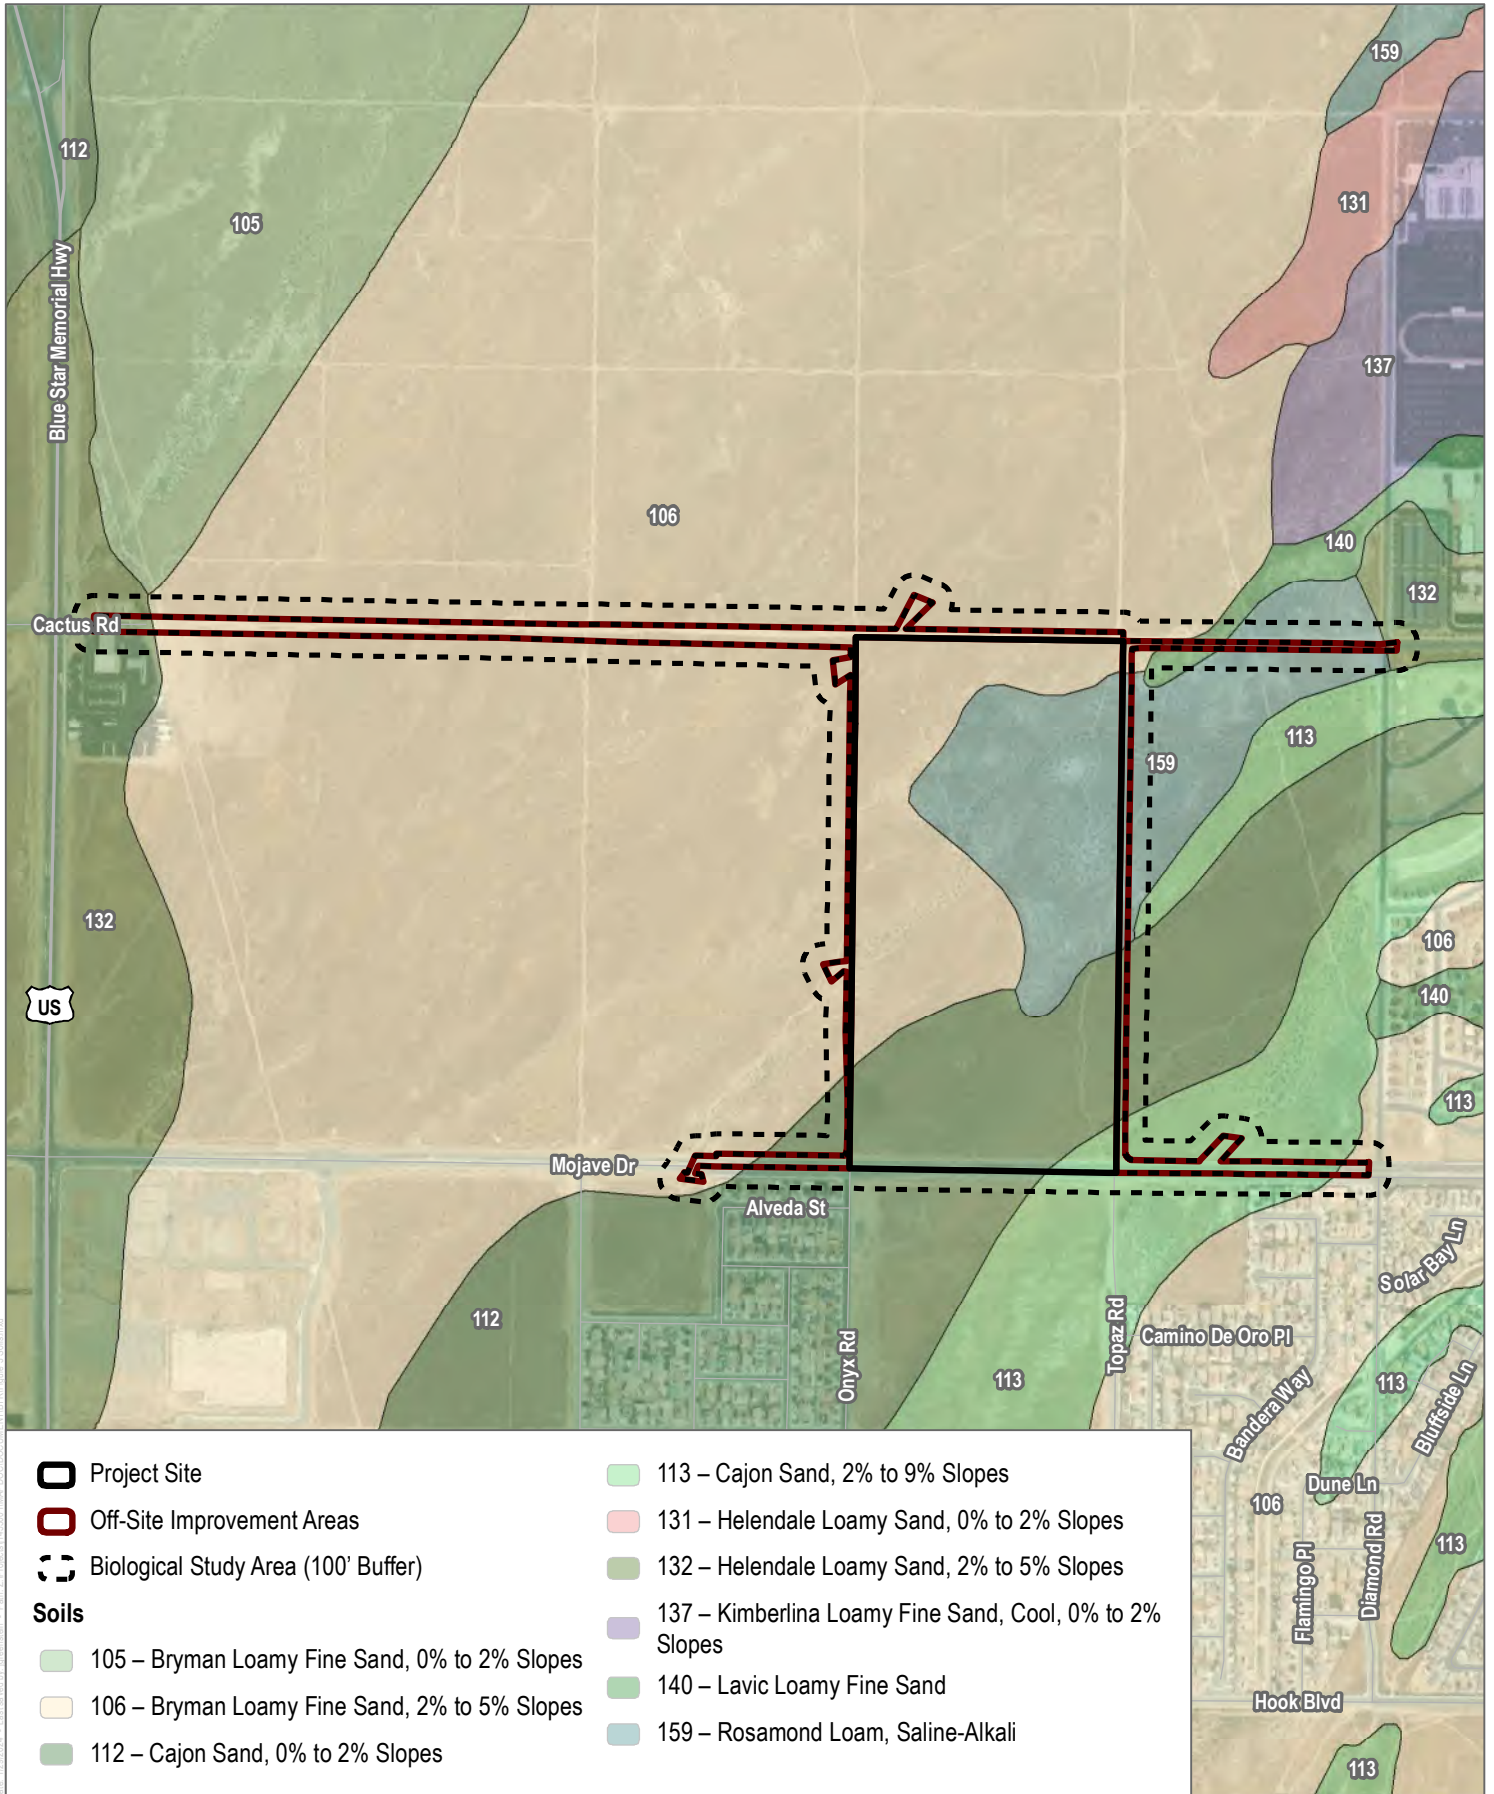 159
112
131
105
Blue Star Memorial Hwy
137
106
140
132
Cactus Rd
113
159
132
106
140
US
113
Mojave Dr
Alveda St
Solar Bay Ln
112
Onyx Rd
Topaz Rd
Camino De Oro Pl
113
113
Bandera Way
Bluffside Ln
Dune Ln
106
Diamond Rd
113
Flamingo Pl
Hook Blvd
113
Project Site
Off-Site Improvement Areas
Biological Study Area (100' Buffer)
Soils
105 – Bryman Loamy Fine Sand, 0% to 2% Slopes
106 – Bryman Loamy Fine Sand, 2% to 5% Slopes
112 – Cajon Sand, 0% to 2% Slopes
113 – Cajon Sand, 2% to 9% Slopes
131 – Helendale Loamy Sand, 0% to 2% Slopes
132 – Helendale Loamy Sand, 2% to 5% Slopes
137 – Kimberlina Loamy Fine Sand, Cool, 0% to 2%
Slopes
140 – Lavic Loamy Fine Sand
159 – Rosamond Loam, Saline-Alkali